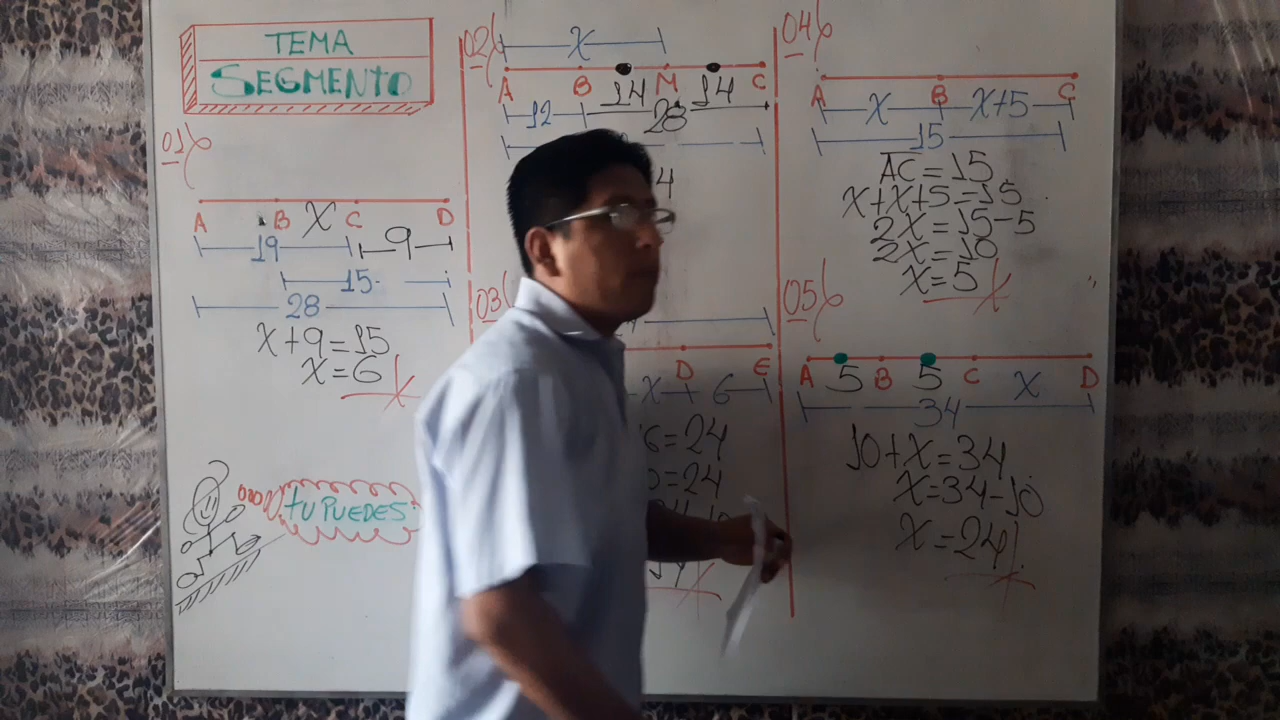 TEMA
SEGMENTO
01
A B X C D
19 9
15
28
X+9=15
X=6
TU PUEDES
02
X
A B 14 M 14 C
12 28
4
03
D E
X 6
6=24
=24
04
A B C
X X+5
15
AC=15
X+X+5=15
2X=15-5
2X=10
X=5
05
A 5 B 5 C X D
34
10+X=34
X=34-10
X=24